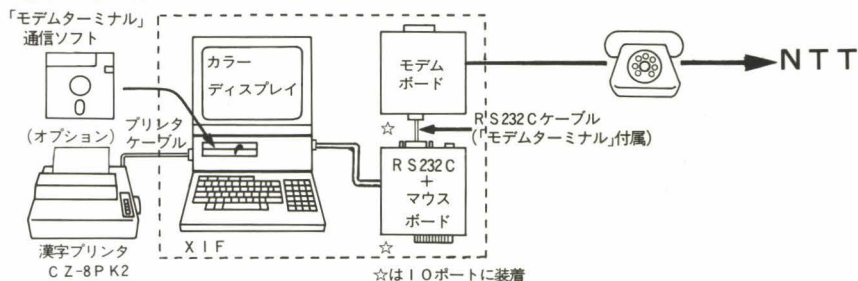 「モデムターミナル」
通信ソフト
(オプション)
プリンタ
ケーブル
カラー
ディスプレイ
モデム
ボード
NTT
RS232Cケーブル
(「モデムターミナル」付属)
☆
RS232C
+
マウス
ボード
☆
漢字プリンタ
CZ-8PK2
X1F
☆はIOポートに装着